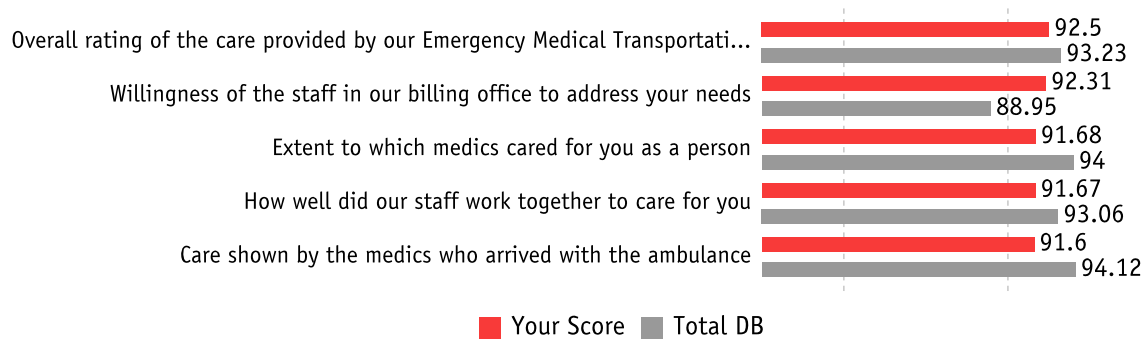 Overall rating of the care provided by our Emergency Medical Transportati...
92.5
93.23
Willingness of the staff in our billing office to address your needs
92.31
88.95
Extent to which medics cared for you as a person
91.68
94
How well did our staff work together to care for you
91.67
93.06
Care shown by the medics who arrived with the ambulance
91.6
94.12
Your Score Total DB